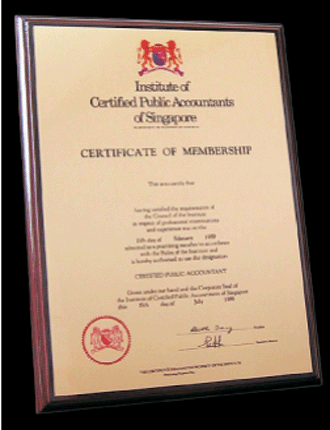 Institute of
Certified Public Accountants
of Singapore
CERTIFICATE OF MEMBERSHIP
This is to certify that
having satisfied the requirements of
the Council of the Institute
in respect of professional examinations
and experience was on the
day of February
admitted as a practising member in accordance
with the Rules of the Institute and
is hereby authorised to use the designation
CERTIFIED PUBLIC ACCOUNTANT
Given under our hand and the Corporate Seal of
the Institute of Certified Public Accountants of Singapore
this day of July